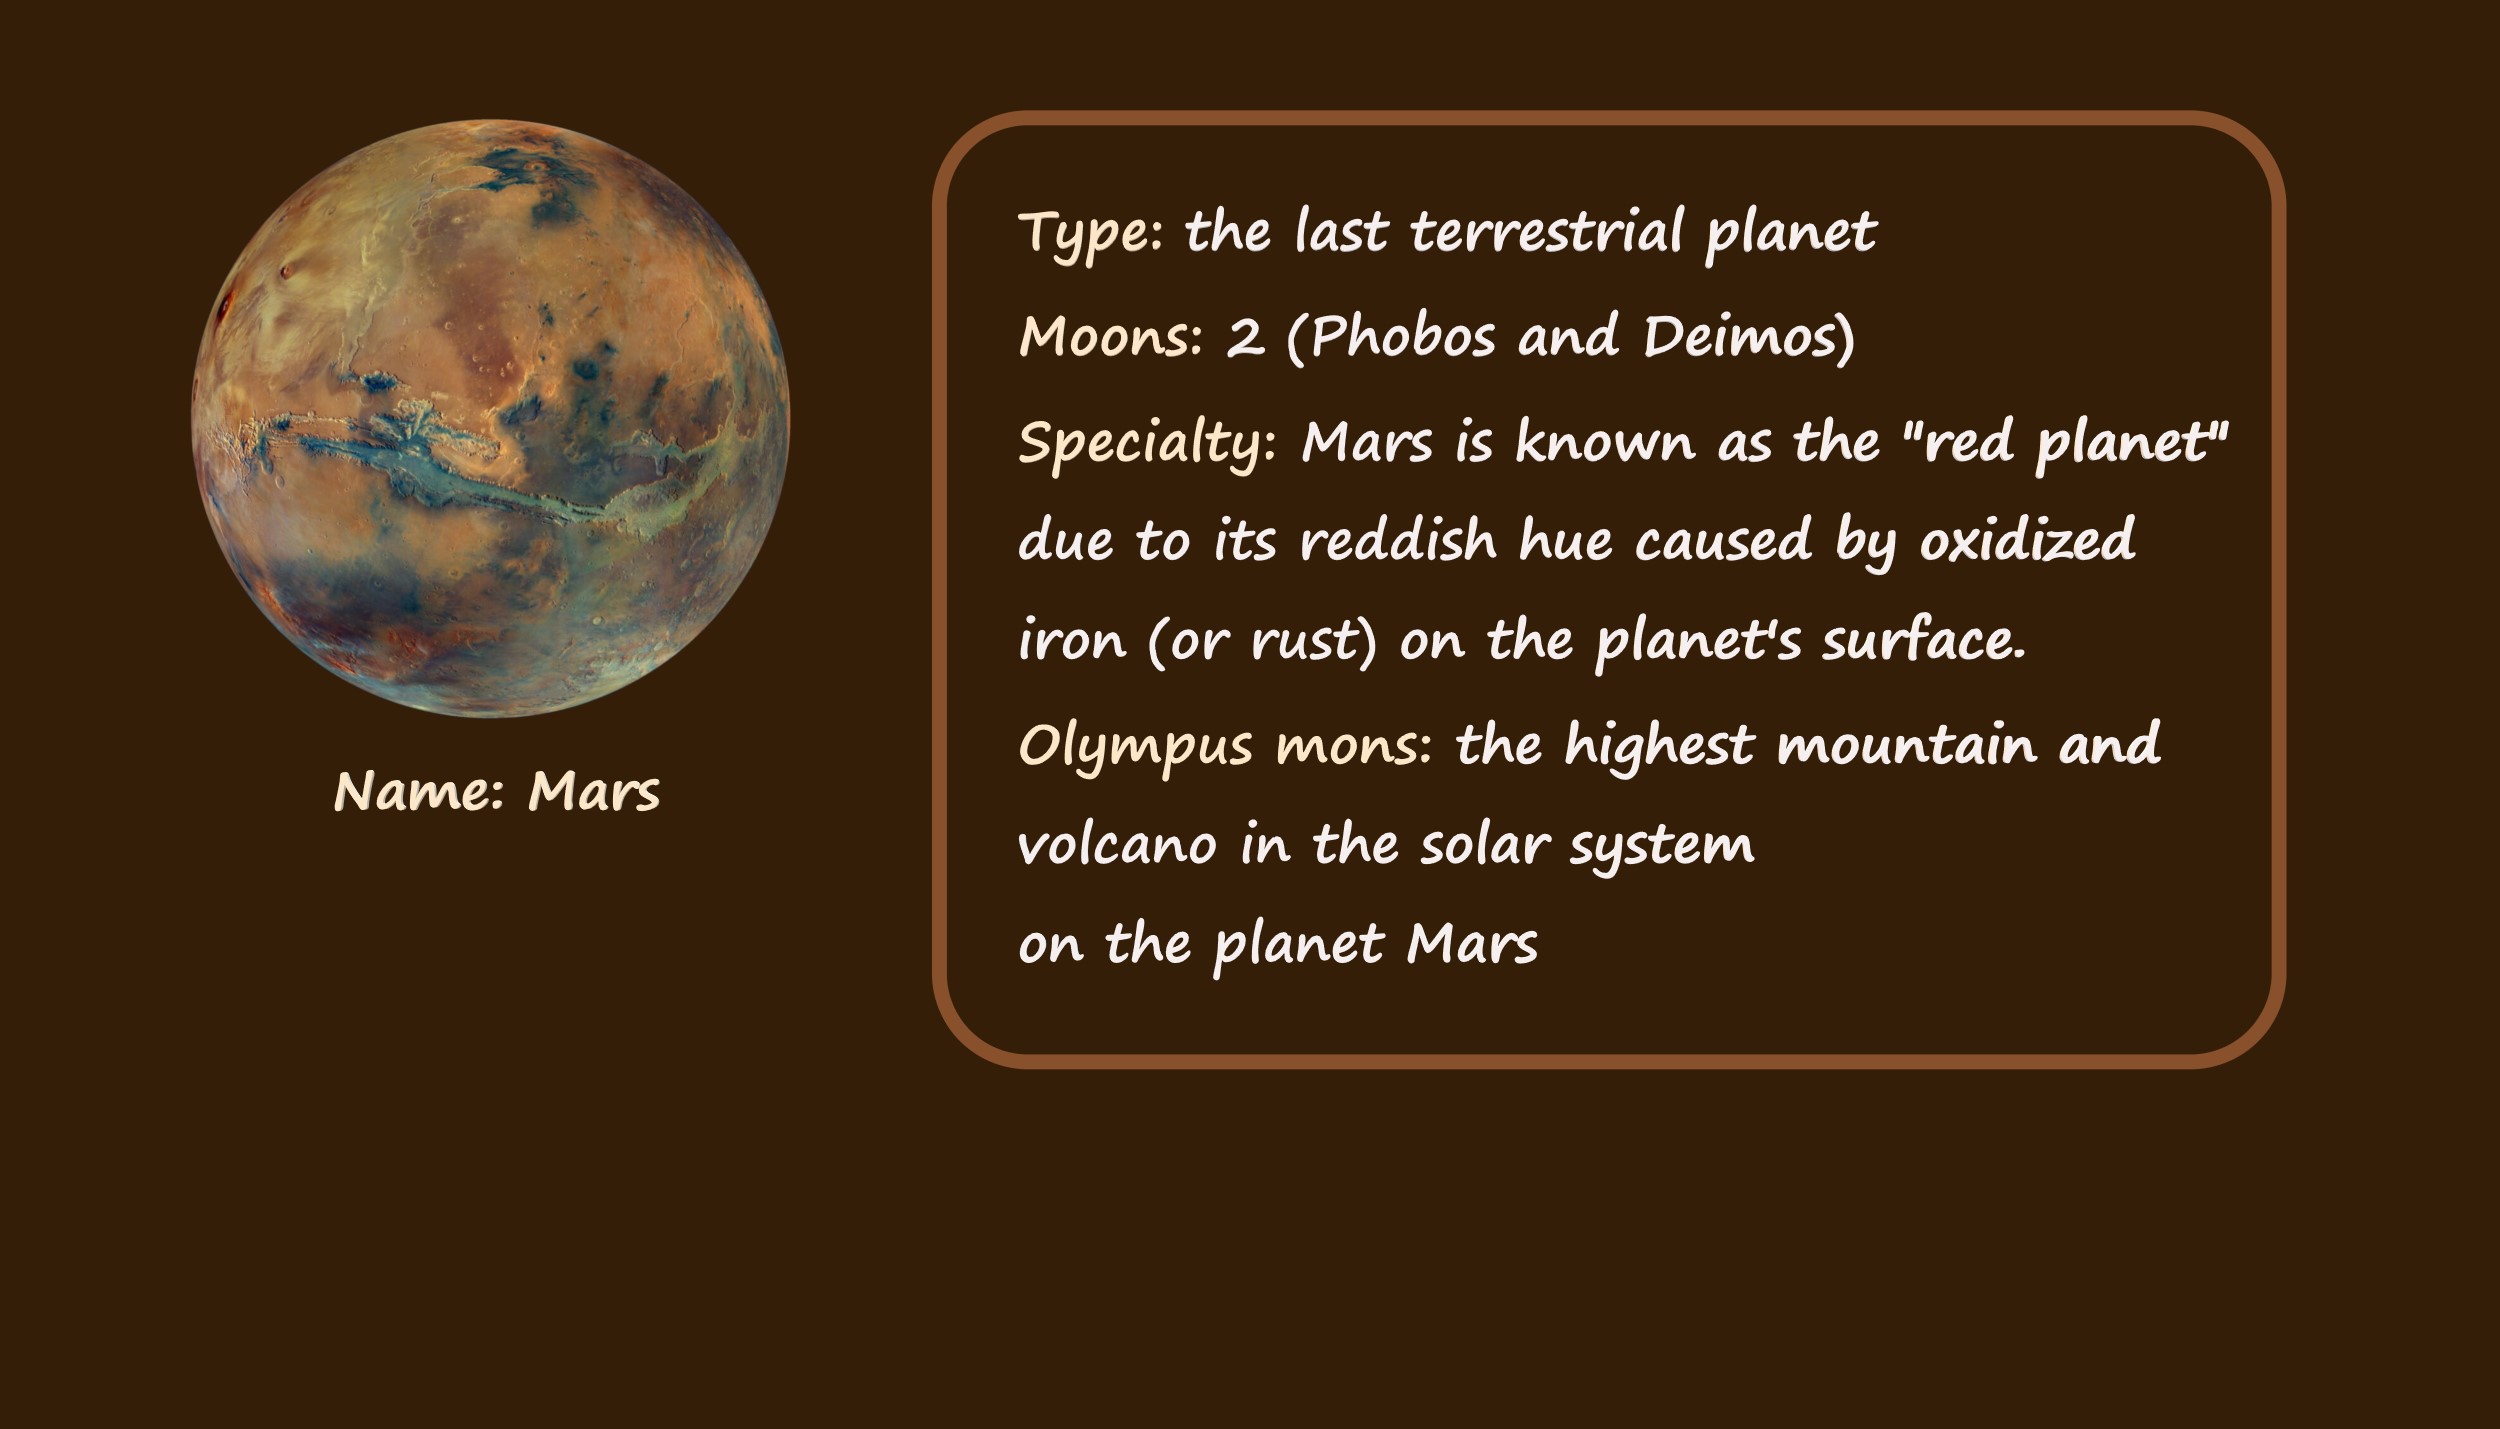 Type: the last terrestrial planet
Moons: 2 (Phobos and Deimos)
Specialty: Mars is known as the "red planet"
due to its reddish hue caused by oxidized
iron (or rust) on the planet's surface.
Olympus mons: the highest mountain and
volcano in the solar system
on the planet Mars
Name: Mars